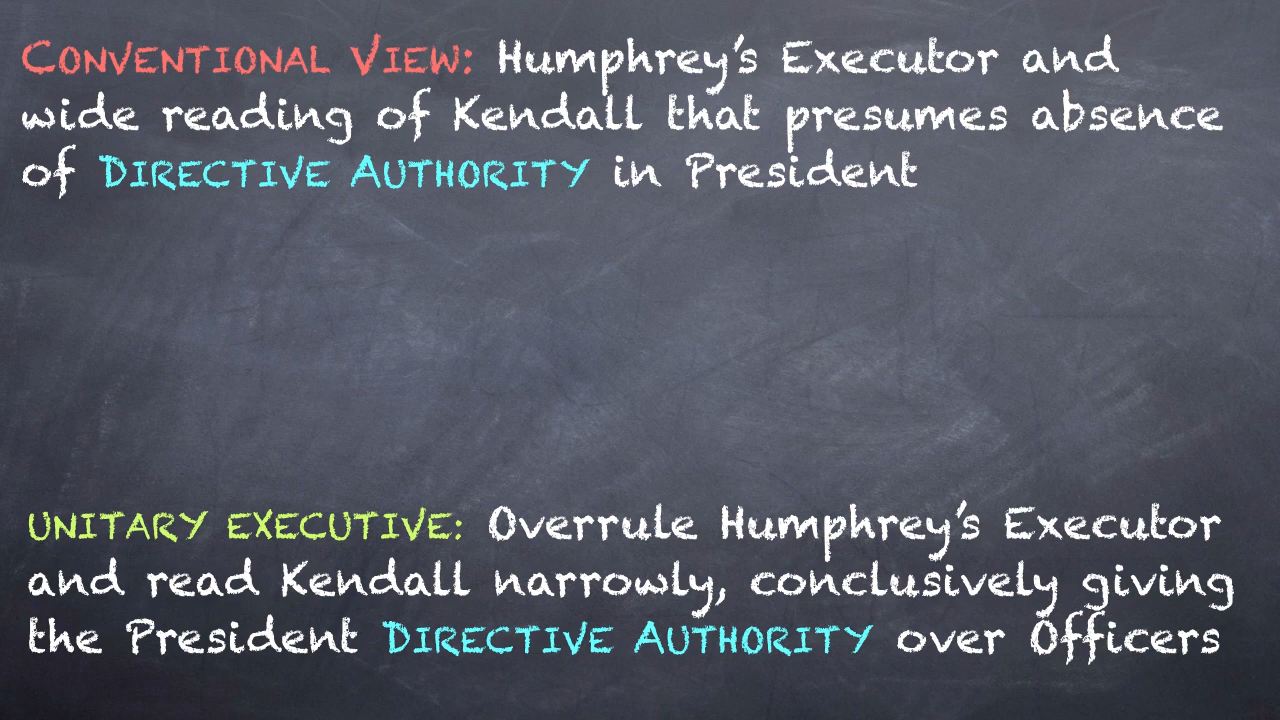 CONVENTIONAL VIEW: Humphrey's Executor and
wide reading of Kendall that presumes absence
of DIRECTIVE AUTHORITY in President
UNITARY EXECUTIVE: Overrule Humphrey's Executor
and read Kendall narrowly, conclusively giving
the President DIRECTIVE AUTHORITY over Officers